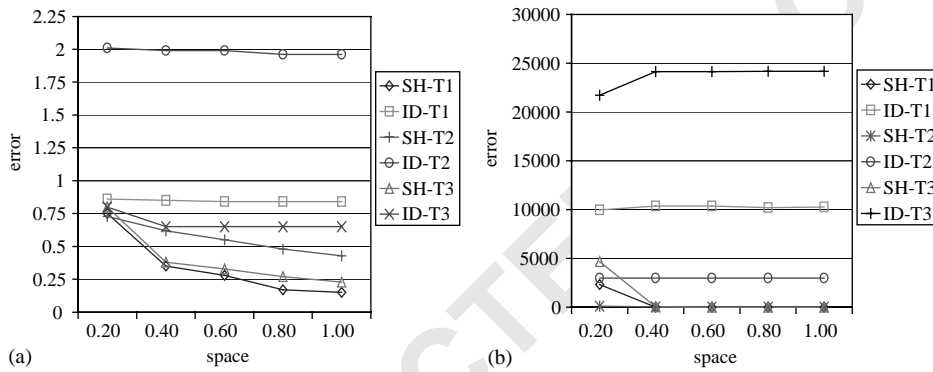 2.25
2
1.75
1.5
1.25
1
0.75
0.5
0.25
0
error
0.20 0.40 0.60 0.80 1.00
space
(a)
SH-T1
ID-T1
SH-T2
ID-T2
SH-T3
ID-T3
30000
25000
20000
15000
10000
5000
0
error
0.20 0.40 0.60 0.80 1.00
space
(b)
SH-T1
ID-T1
SH-T2
ID-T2
SH-T3
ID-T3